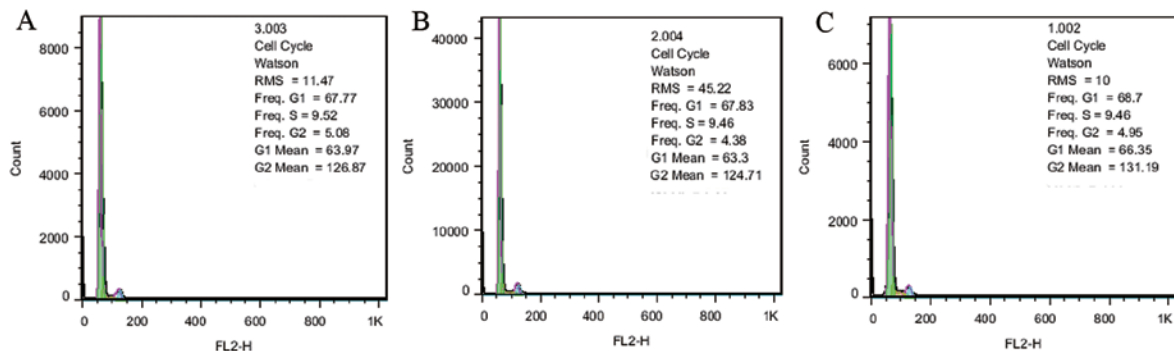 A
3.003
Cell Cycle
Watson
RMS = 11.47
Freq. G1 = 67.77
Freq. S = 9.52
Freq. G2 = 5.08
G1 Mean = 63.97
G2 Mean = 126.87
Count
8000
6000
4000
2000
0
0 200 400 600 800 1K
FL2-H
B
2.004
Cell Cycle
Watson
RMS = 45.22
Freq. G1 = 67.83
Freq. S = 9.46
Freq. G2 = 4.38
G1 Mean = 63.3
G2 Mean = 124.71
Count
40000
30000
20000
10000
0
0 200 400 600 800 1K
FL2-H
C
1.002
Cell Cycle
Watson
RMS = 10
Freq. G1 = 68.7
Freq. S = 9.46
Freq. G2 = 4.95
G1 Mean = 66.35
G2 Mean = 131.19
Count
6000
4000
2000
0
0 200 400 600 800 1K
FL2-H